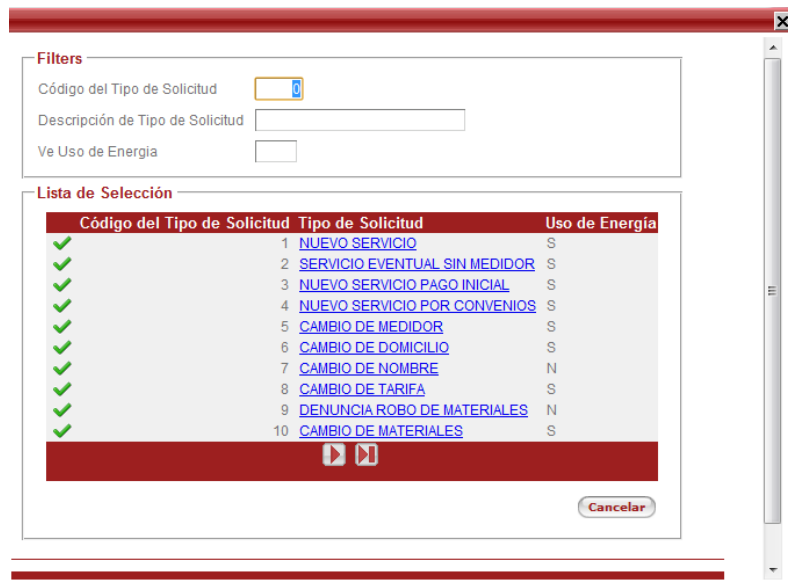 Filters
Código del Tipo de Solicitud 0
Descripción de Tipo de Solicitud
Ve Uso de Energia
Lista de Selección
Código del Tipo de Solicitud Tipo de Solicitud Uso de Energía
1 NUEVO SERVICIO S
2 SERVICIO EVENTUAL SIN MEDIDOR S
3 NUEVO SERVICIO PAGO INICIAL S
4 NUEVO SERVICIO POR CONVENIOS S
5 CAMBIO DE MEDIDOR S
6 CAMBIO DE DOMICILIO S
7 CAMBIO DE NOMBRE N
8 CAMBIO DE TARIFA S
9 DENUNCIA ROBO DE MATERIALES N
10 CAMBIO DE MATERIALES S
Cancelar